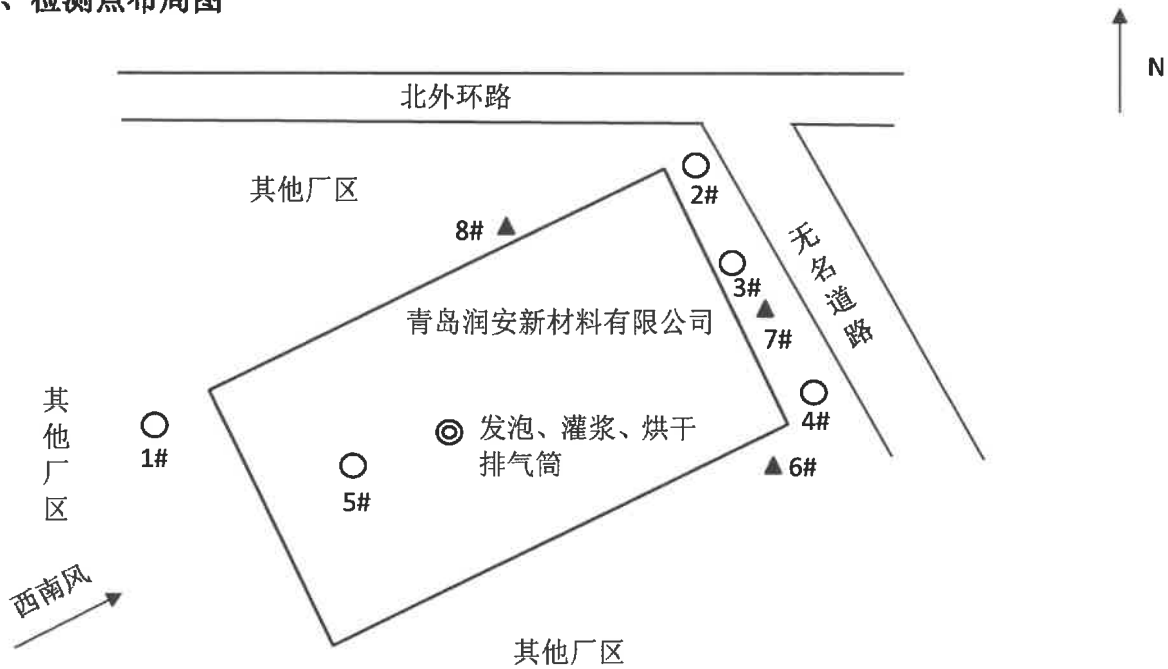 、检测点布局图
N
北外环路
其他厂区
2#
8#
无名道路
3#
青岛润安新材料有限公司
7#
其他厂区
1#
4#
发泡、灌浆、烘干
排气筒
6#
5#
西南风
其他厂区